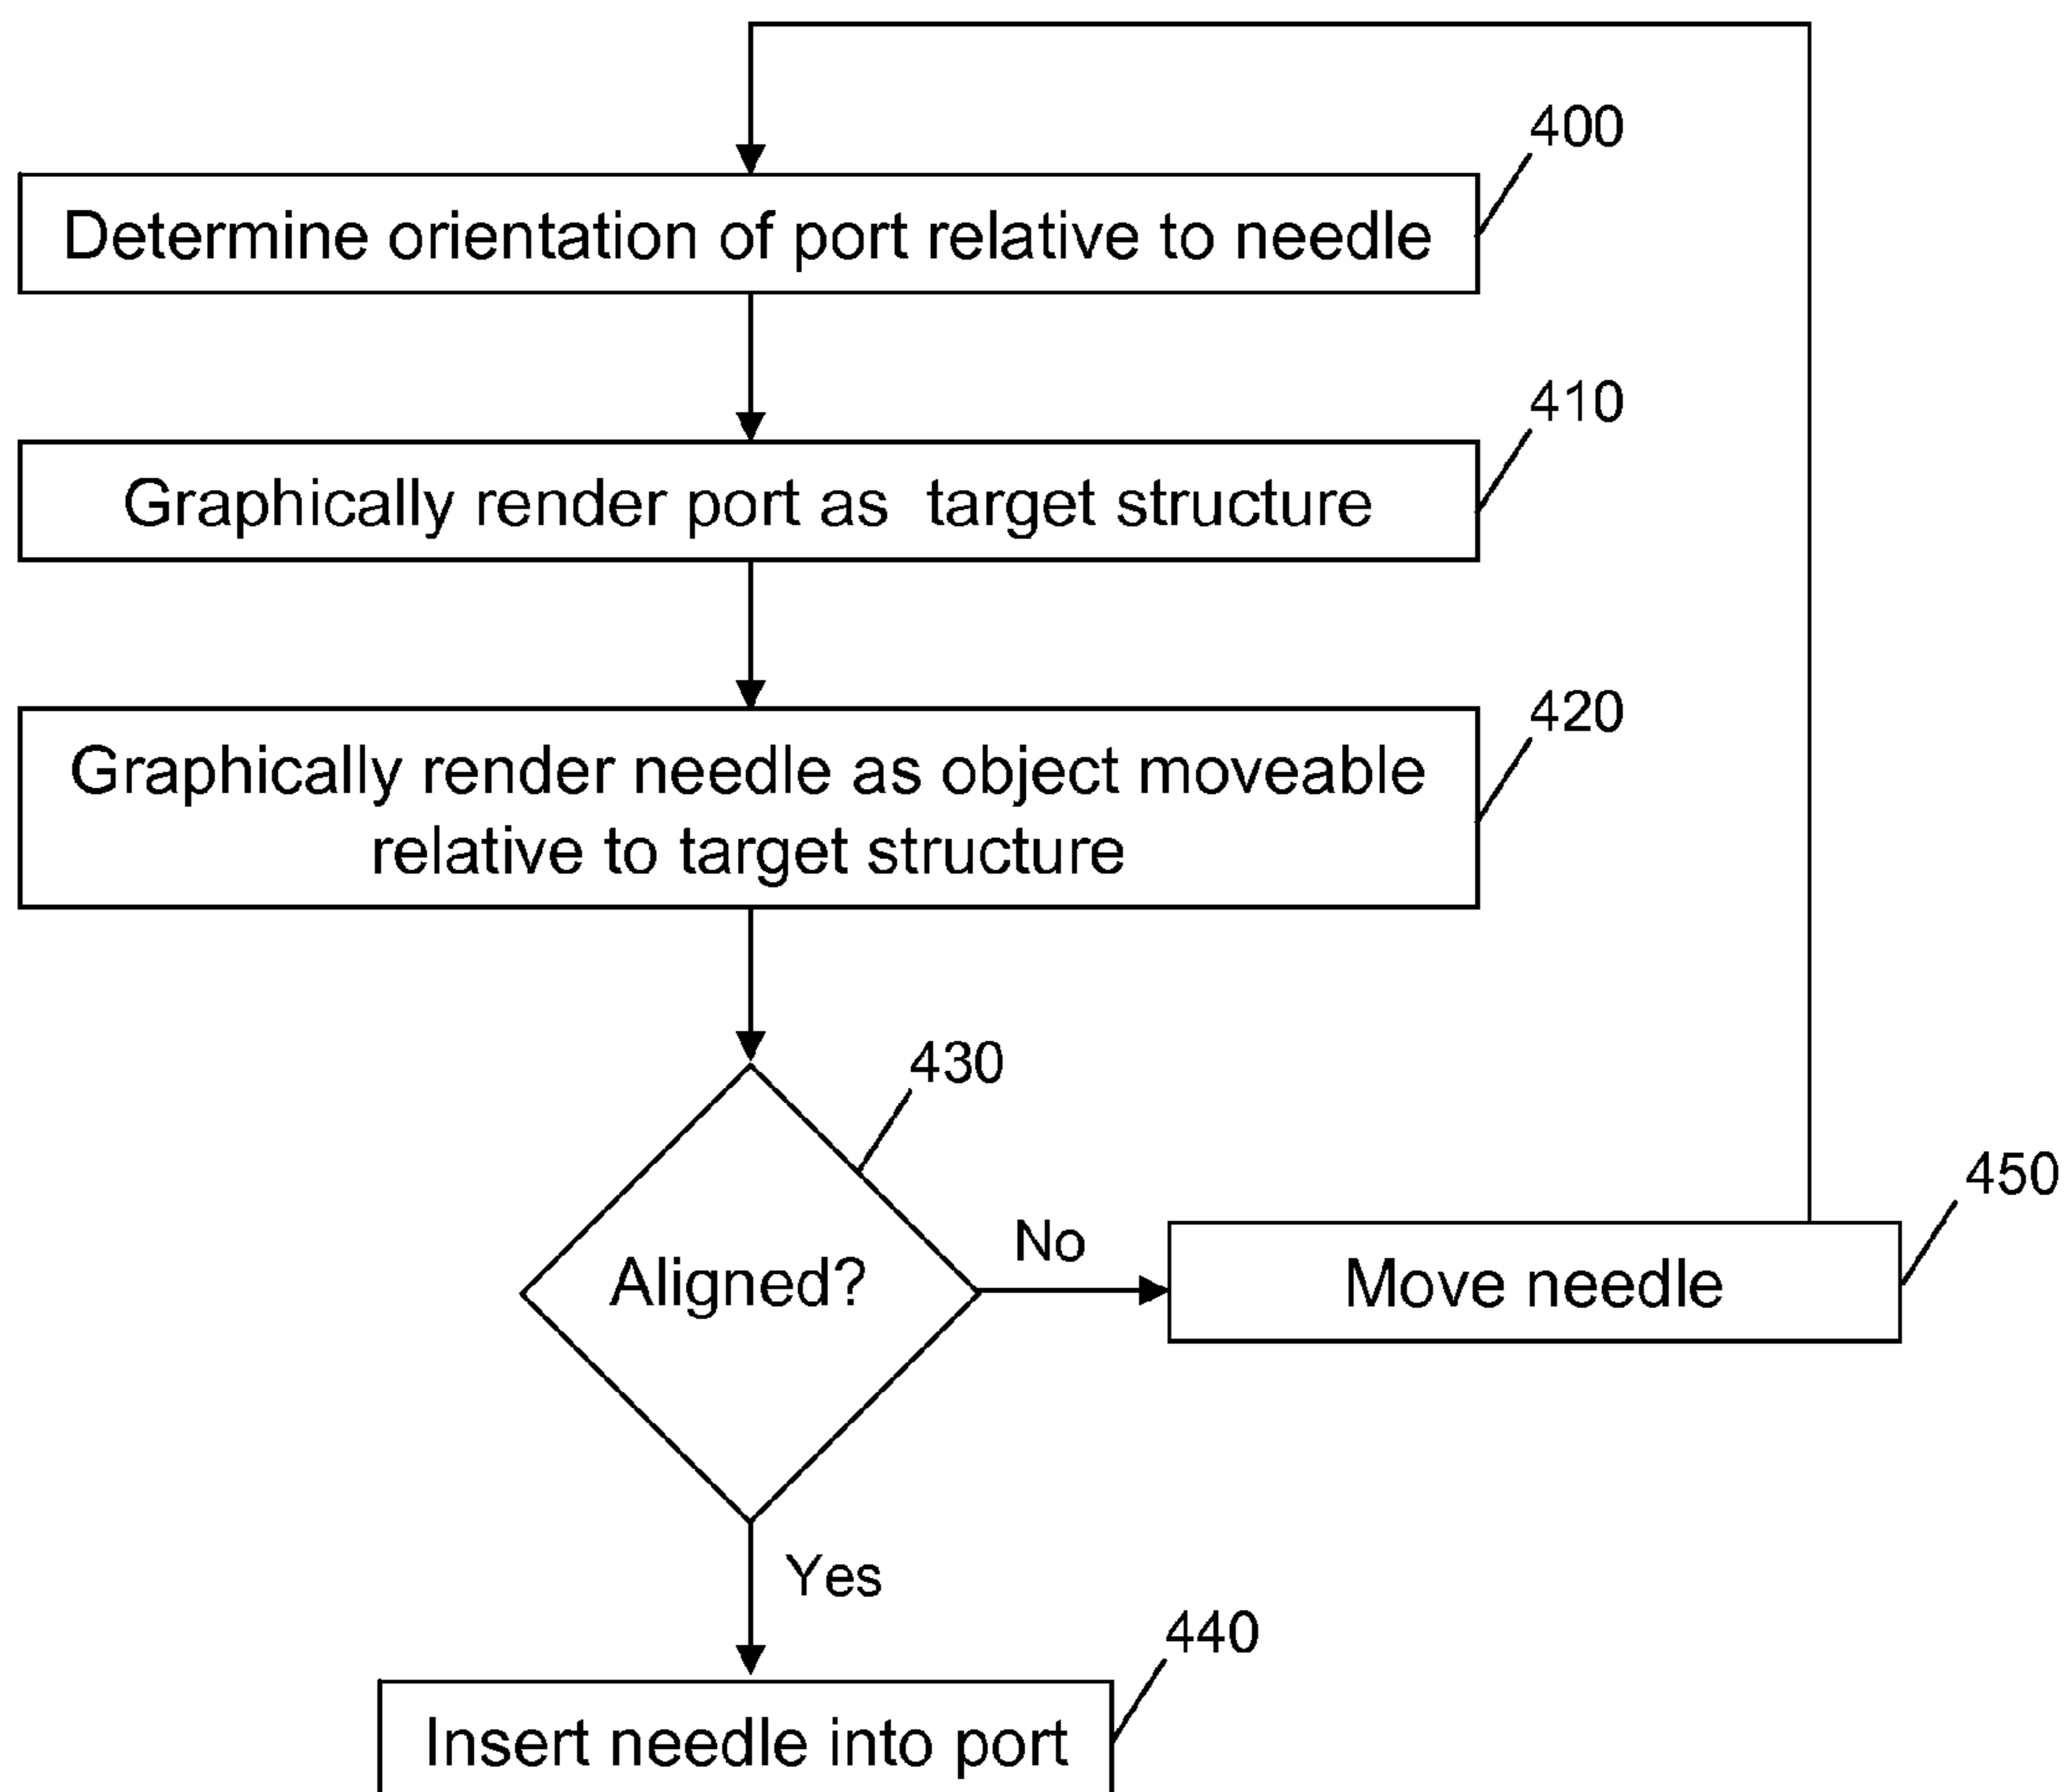 400
Determine orientation of port relative to needle
410
Graphically render port as target structure
420
Graphically render needle as object moveable
relative to target structure
430
Aligned?
No
450
Move needle
Yes
440
Insert needle into port